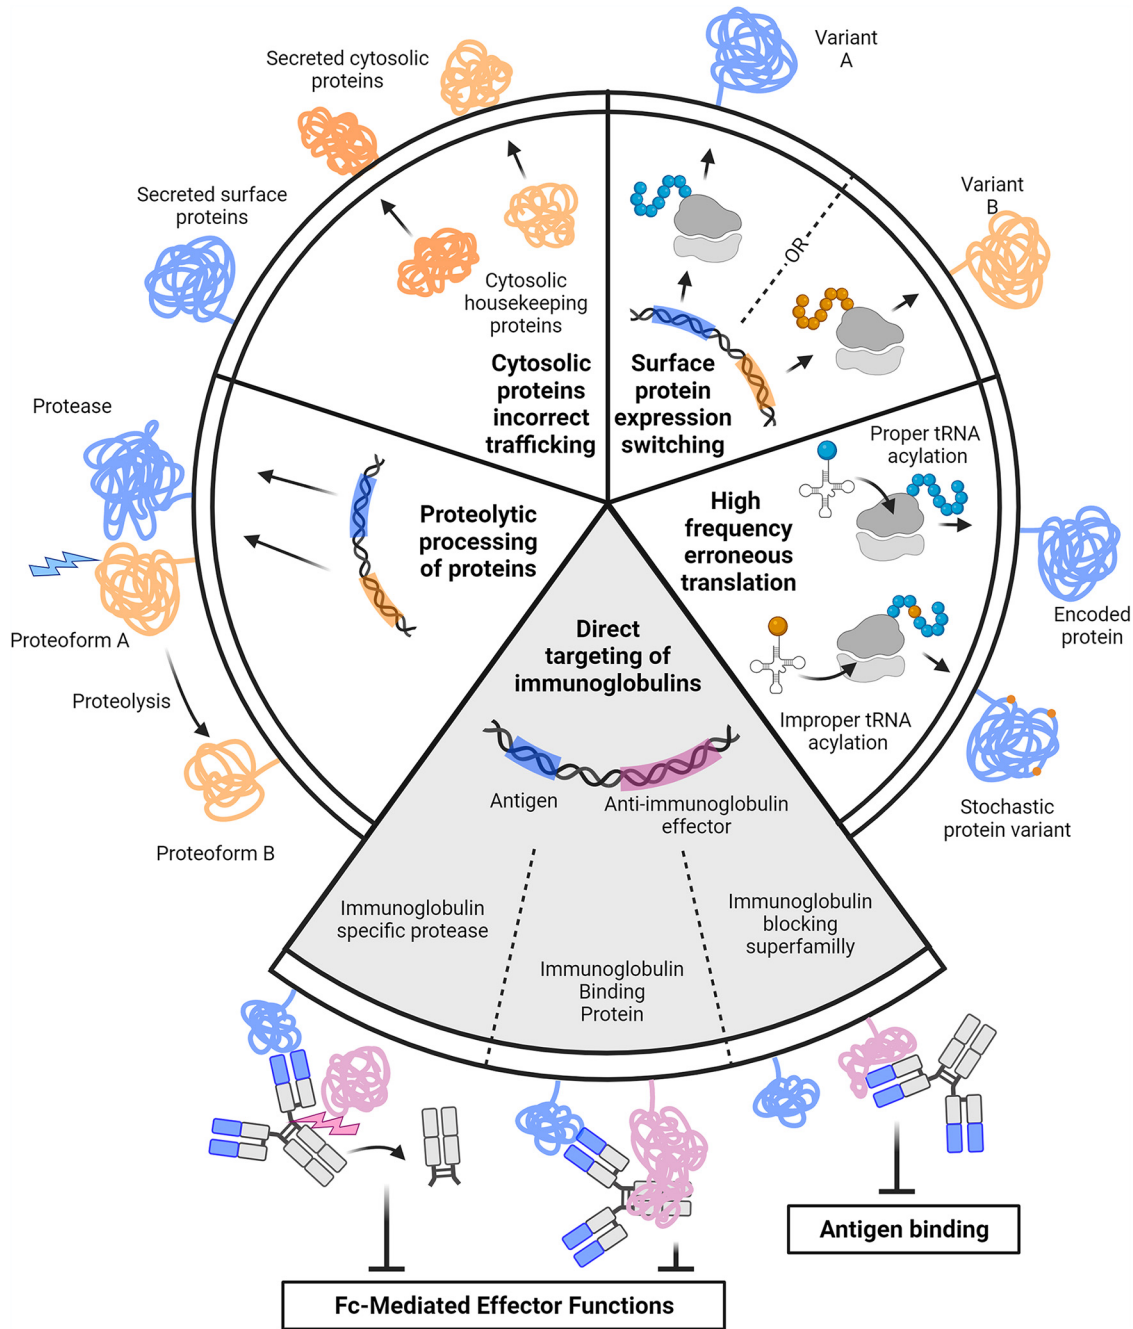 Variant
A
Secreted cytosolic
proteins
Variant
B
Secreted surface
proteins
OR
Cytosolic
housekeeping
proteins
Cytosolic
proteins
incorrect
trafficking
Surface
protein
expression
switching
Protease
Proper tRNA
acylation
Proteolytic
processing
of proteins
High
frequency
erroneous
translation
Encoded
protein
Proteoform A
Direct
targeting of
immunoglobulins
Proteolysis
Improper tRNA
acylation
Antigen
Anti-immunoglobulin
effector
Stochastic
protein variant
Proteoform B
Immunoglobulin
specific protease
Immunoglobulin
blocking
superfamilly
Immunoglobulin
Binding
Protein
Antigen binding
Fc-Mediated Effector Functions